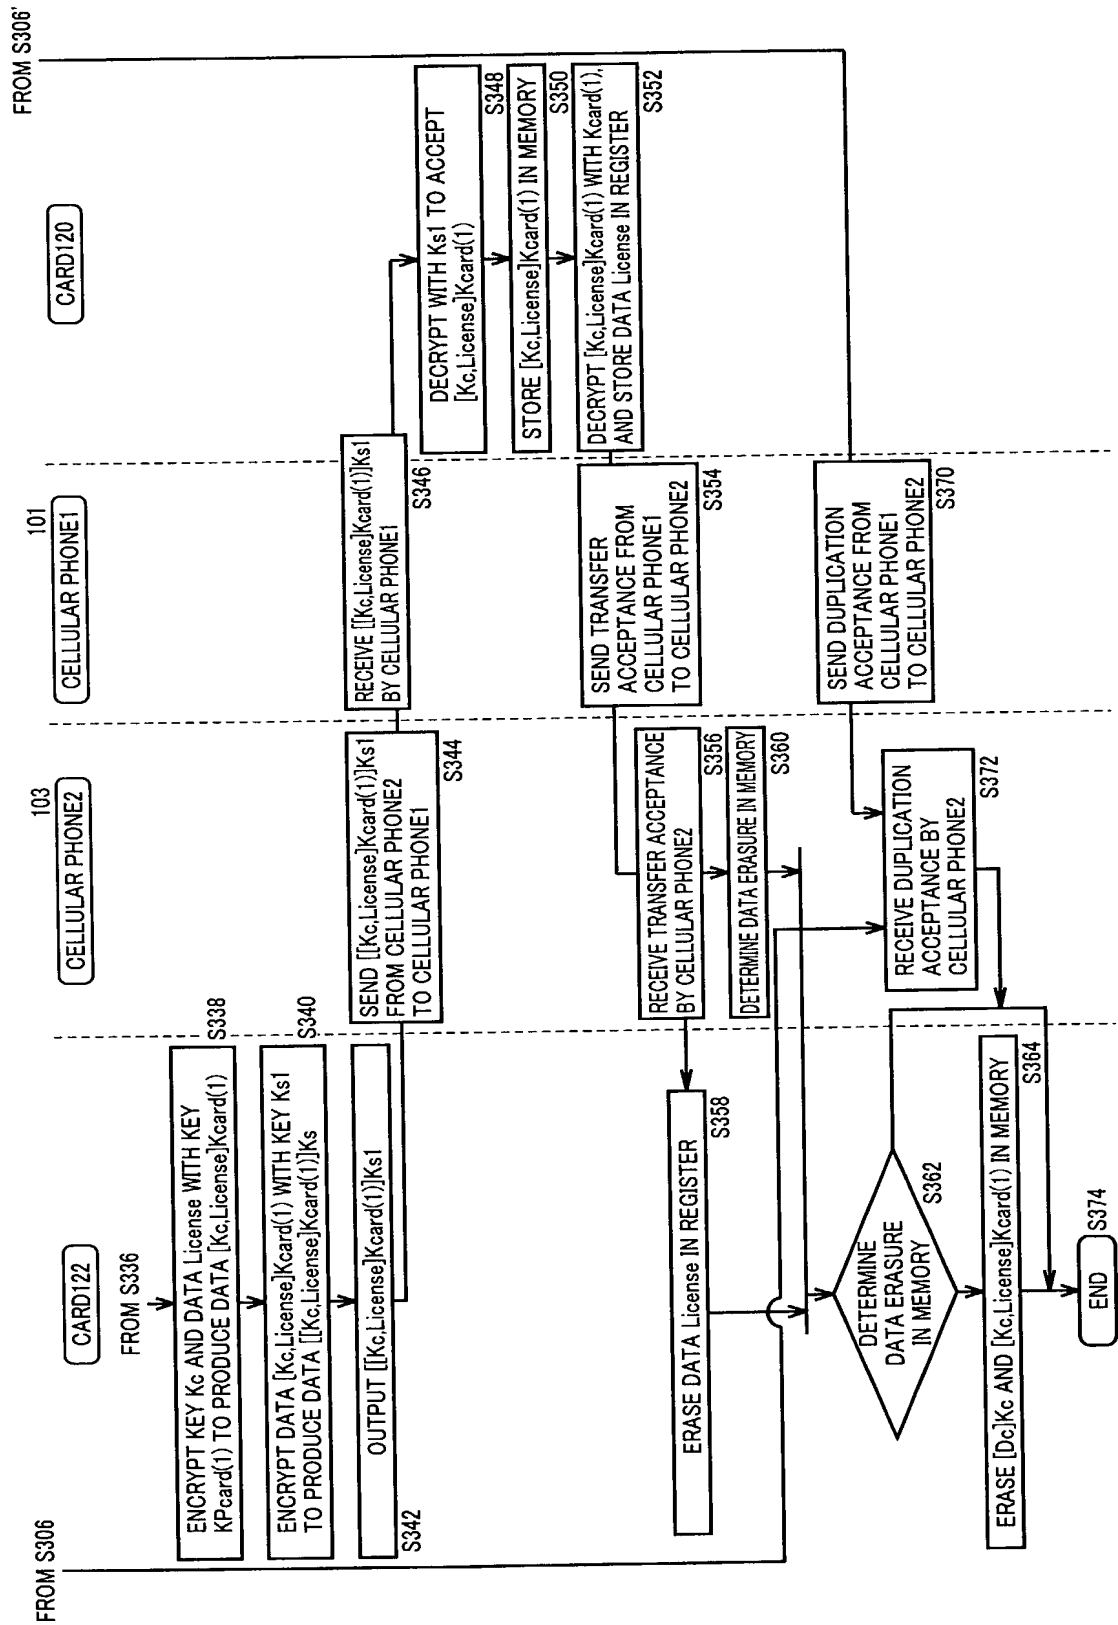 FROM S306
CARD122
FROM S336
ENCRYPT KEY Kc AND DATA License WITH KEY
KPcard(1) TO PRODUCE DATA [Kc,License]Kcard(1)
S338
ENCRYPT DATA [Kc,License]Kcard(1) WITH KEY Ks1
TO PRODUCE DATA [[Kc,License]Kcard(1)]Ks
S340
OUTPUT [[Kc,License]Kcard(1)]Ks1
S342
ERASE DATA License IN REGISTER
S358
DETERMINE
DATA ERASURE
IN MEMORY
S362
ERASE [Dc]Kc AND [Kc,License]Kcard(1) IN MEMORY
S364
END
S374
103
CELLULAR PHONE2
SEND [[Kc,License]Kcard(1)]Ks1
FROM CELLULAR PHONE2
TO CELLULAR PHONE1
S344
RECEIVE TRANSFER ACCEPTANCE
BY CELLULAR PHONE2
S356
DETERMINE DATA ERASURE IN MEMORY
S360
RECEIVE DUPLICATION
ACCEPTANCE BY
CELLULAR PHONE2
S372
101
CELLULAR PHONE1
RECEIVE [[Kc,License]Kcard(1)]Ks1
BY CELLULAR PHONE1
S346
SEND TRANSFER
ACCEPTANCE FROM
CELLULAR PHONE1
TO CELLULAR PHONE2
S354
SEND DUPLICATION
ACCEPTANCE FROM
CELLULAR PHONE1
TO CELLULAR PHONE2
S370
CARD120
DECRYPT WITH Ks1 TO ACCEPT
[Kc,License]Kcard(1)
S348
STORE [Kc,License]Kcard(1) IN MEMORY
S350
DECRYPT [Kc,License]Kcard(1) WITH Kcard(1),
AND STORE DATA License IN REGISTER
S352
FROM S306'